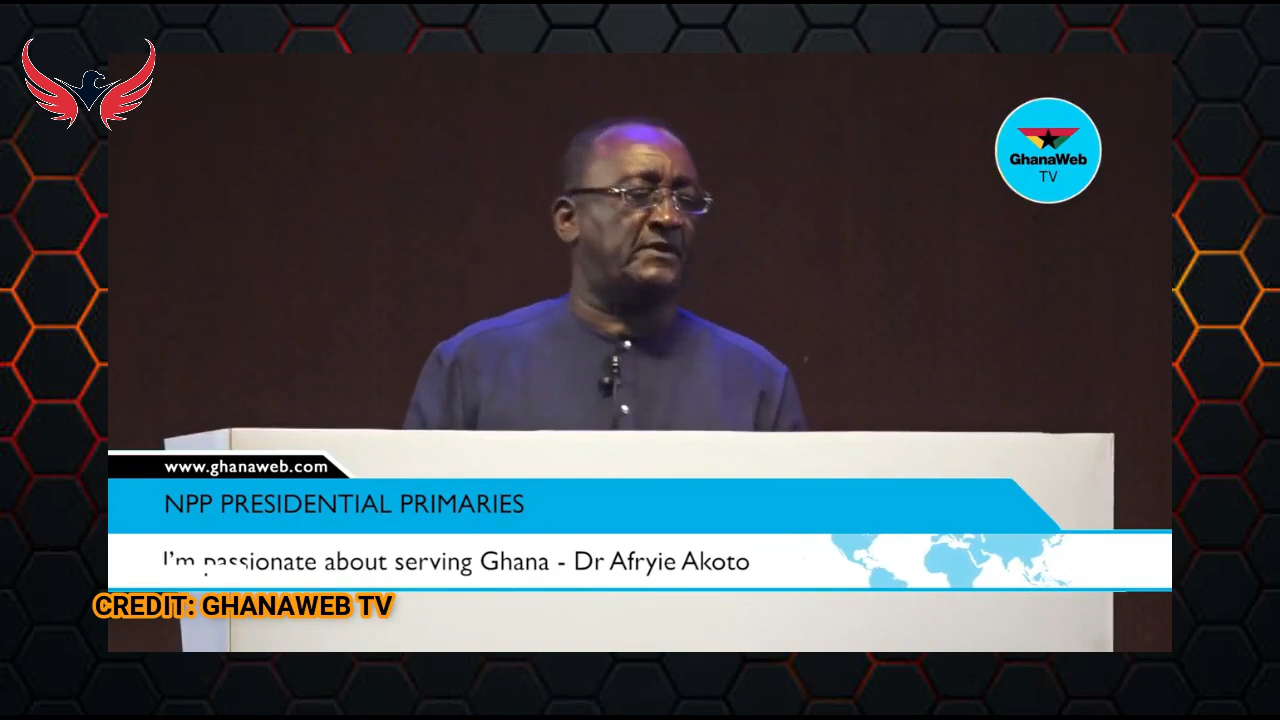 GhanaWeb
TV
www.ghanaweb.com
NPP PRESIDENTIAL PRIMARIES
I'm passionate about serving Ghana - Dr Afryie Akoto
CREDIT: GHANAWEB TV